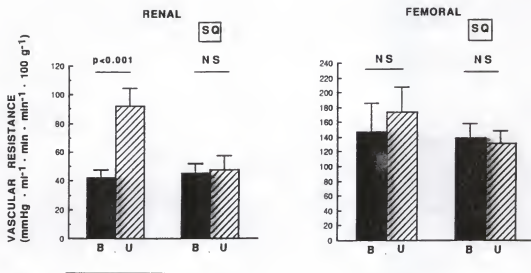 RENAL
SQ
p<0.001
NS
VASCULAR RESISTANCE
(mmHg · ml⁻¹ · min · min⁻¹ · 100 g⁻¹)
120
100
80
60
40
20
0
B U
B U
FEMORAL
SQ
NS
NS
240
220
200
180
160
140
120
100
80
60
40
20
0
B U
B U